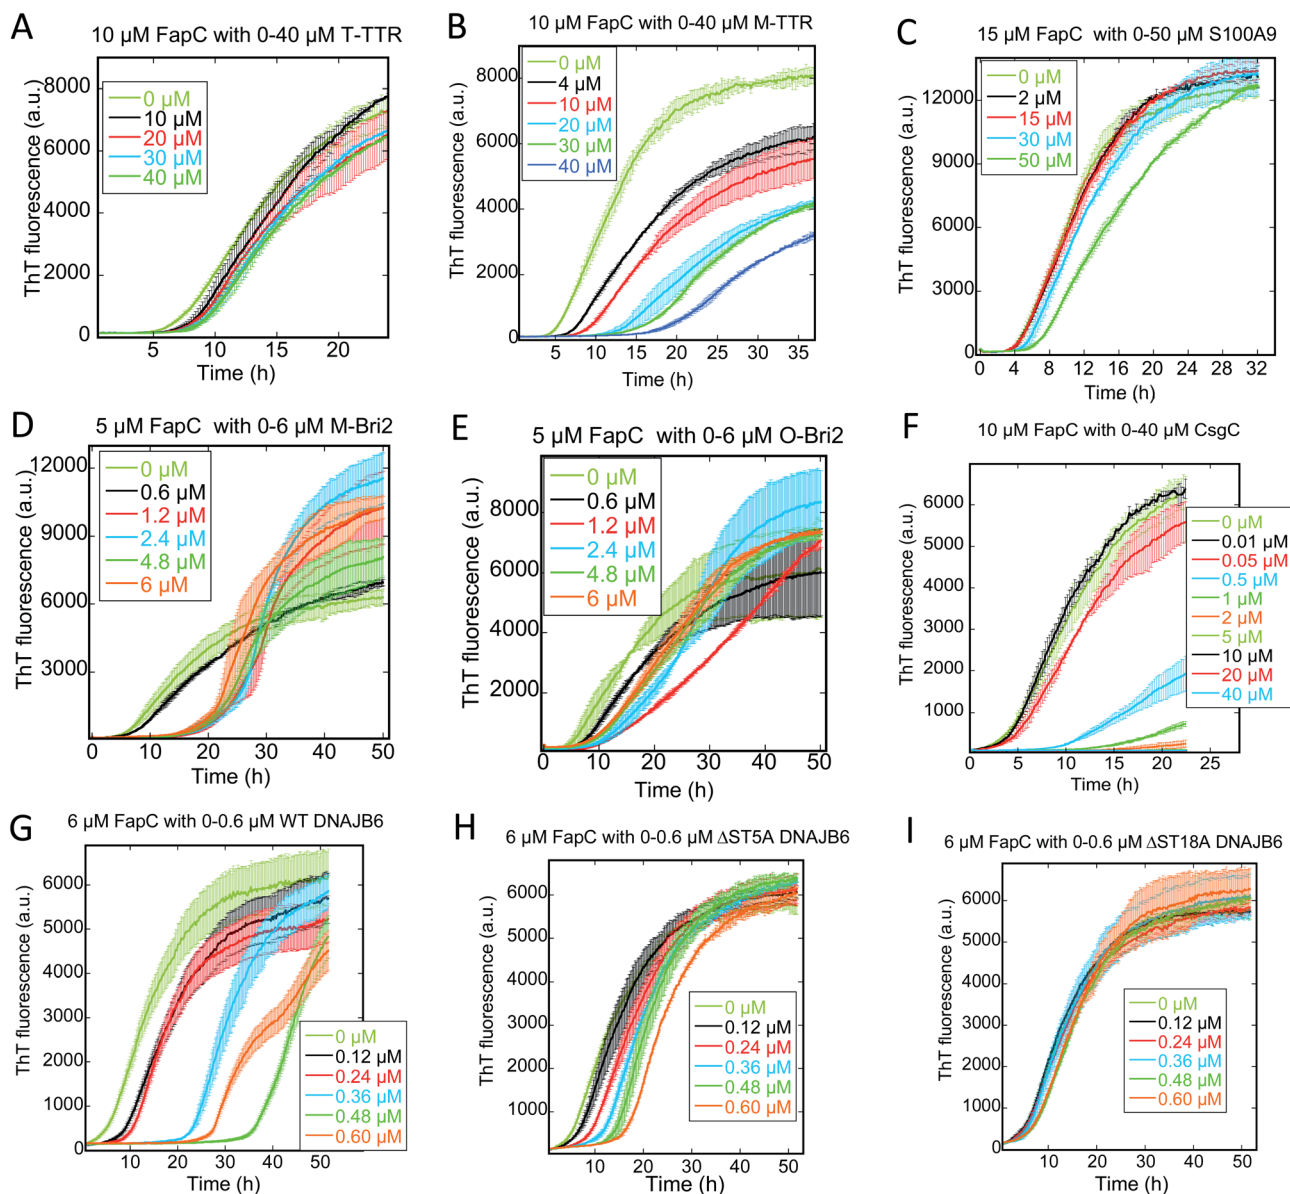 A
10 µM FapC with 0-40 µM T-TTR
ThT fluorescence (a.u.)
8000
6000
4000
2000
0
0 µM
10 µM
20 µM
30 µM
40 µM
5
10
15
20
Time (h)
B
10 µM FapC with 0-40 µM M-TTR
ThT fluorescence (a.u.)
8000
6000
4000
2000
0
0 µM
4 µM
10 µM
20 µM
30 µM
40 µM
5
10
15
20
25
30
35
Time (h)
C
15 µM FapC with 0-50 µM S100A9
ThT fluorescence (a.u.)
12000
9000
6000
3000
0
0 µM
2 µM
15 µM
30 µM
50 µM
0
4
8
12
16
20
24
28
32
Time (h)
D
5 µM FapC with 0-6 µM M-Bri2
ThT fluorescence (a.u.)
12000
9000
6000
3000
0 µM
0.6 µM
1.2 µM
2.4 µM
4.8 µM
6 µM
0
10
20
30
40
50
Time (h)
E
5 µM FapC with 0-6 µM O-Bri2
ThT fluorescence (a.u.)
8000
6000
4000
2000
0 µM
0.6 µM
1.2 µM
2.4 µM
4.8 µM
6 µM
0
10
20
30
40
50
Time (h)
F
10 µM FapC with 0-40 µM CsgC
ThT fluorescence (a.u.)
6000
5000
4000
3000
2000
1000
0 µM
0.01 µM
0.05 µM
0.5 µM
1 µM
2 µM
5 µM
10 µM
20 µM
40 µM
0
5
10
15
20
25
Time (h)
G
6 µM FapC with 0-0.6 µM WT DNAJB6
ThT fluorescence (a.u.)
6000
5000
4000
3000
2000
1000
0
0 µM
0.12 µM
0.24 µM
0.36 µM
0.48 µM
0.60 µM
10
20
30
40
50
Time (h)
H
6 µM FapC with 0-0.6 µM ΔST5A DNAJB6
ThT fluorescence (a.u.)
6000
5000
4000
3000
2000
1000
0 µM
0.12 µM
0.24 µM
0.36 µM
0.48 µM
0.60 µM
10
20
30
40
50
Time (h)
I
6 µM FapC with 0-0.6 µM ΔST18A DNAJB6
ThT fluorescence (a.u.)
6000
5000
4000
3000
2000
1000
0
0 µM
0.12 µM
0.24 µM
0.36 µM
0.48 µM
0.60 µM
10
20
30
40
50
Time (h)